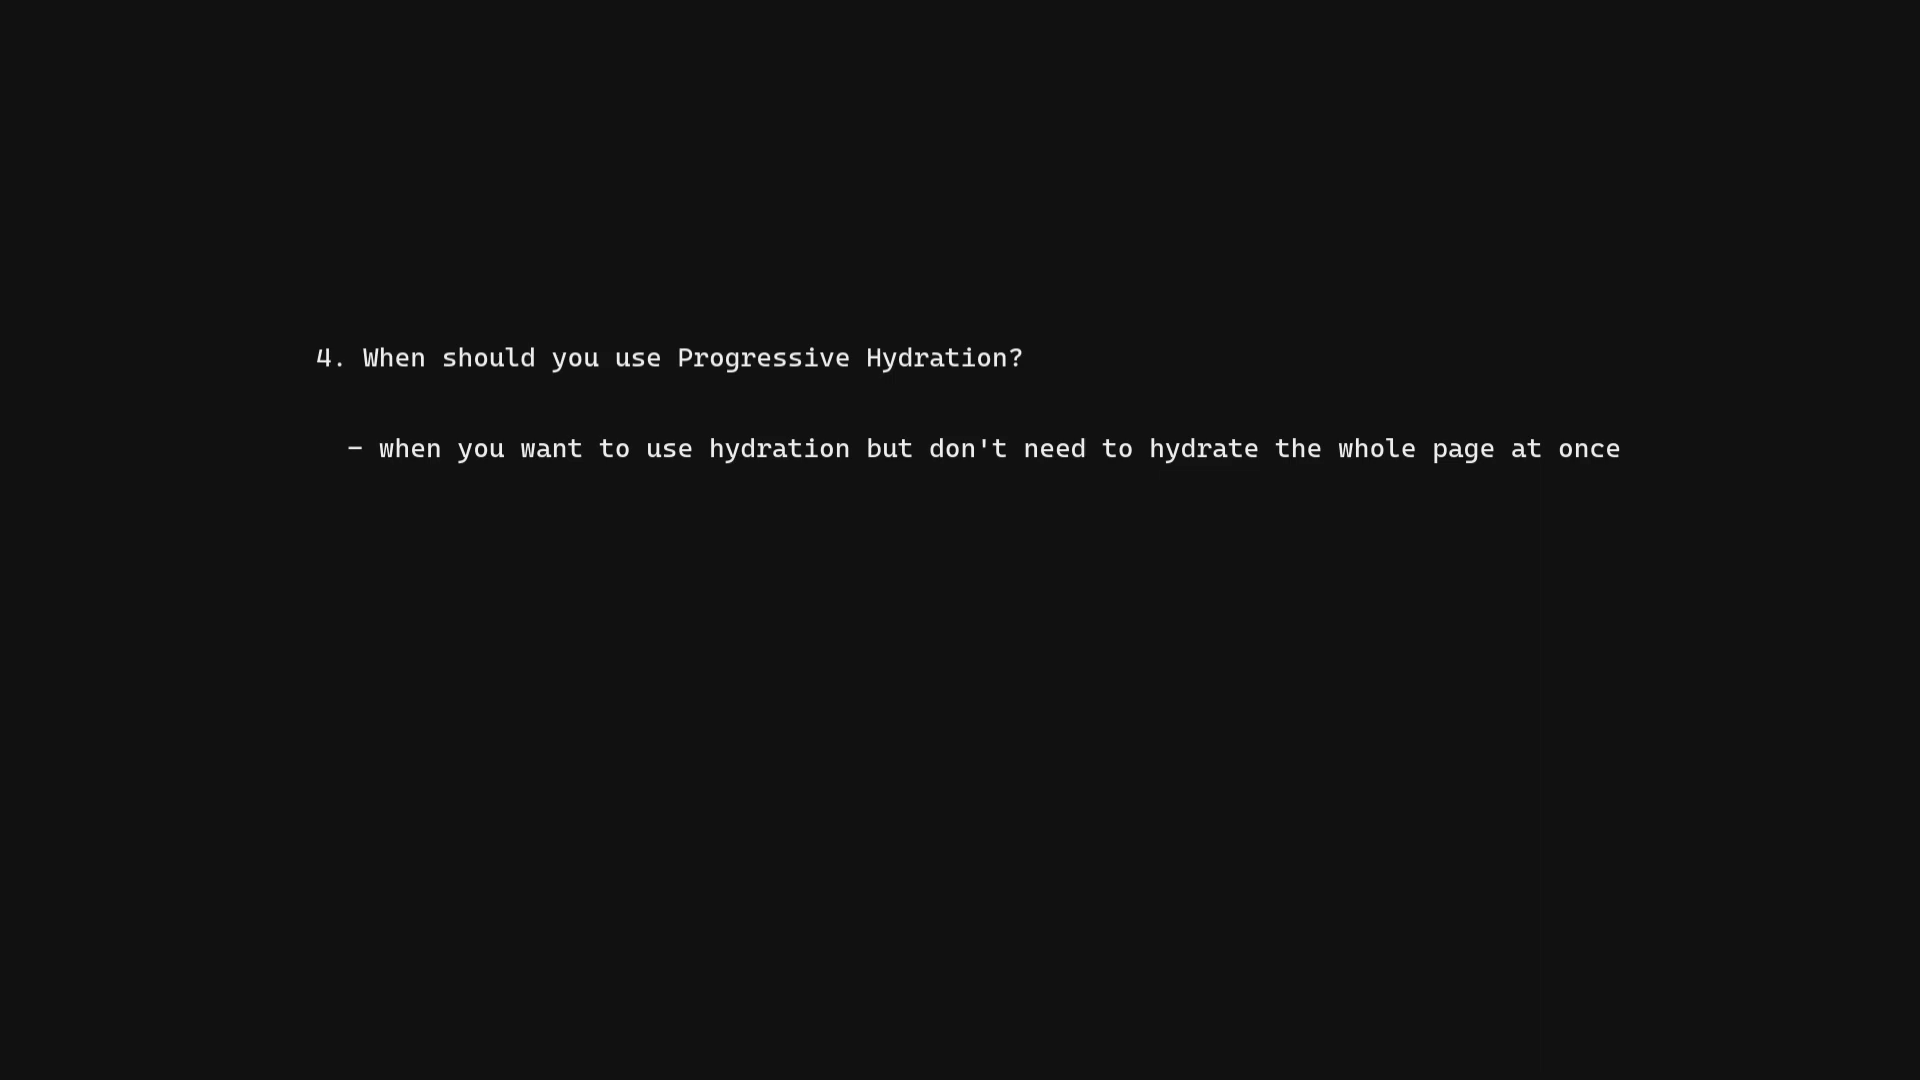 4. When should you use Progressive Hydration?
- when you want to use hydration but don't need to hydrate the whole page at once